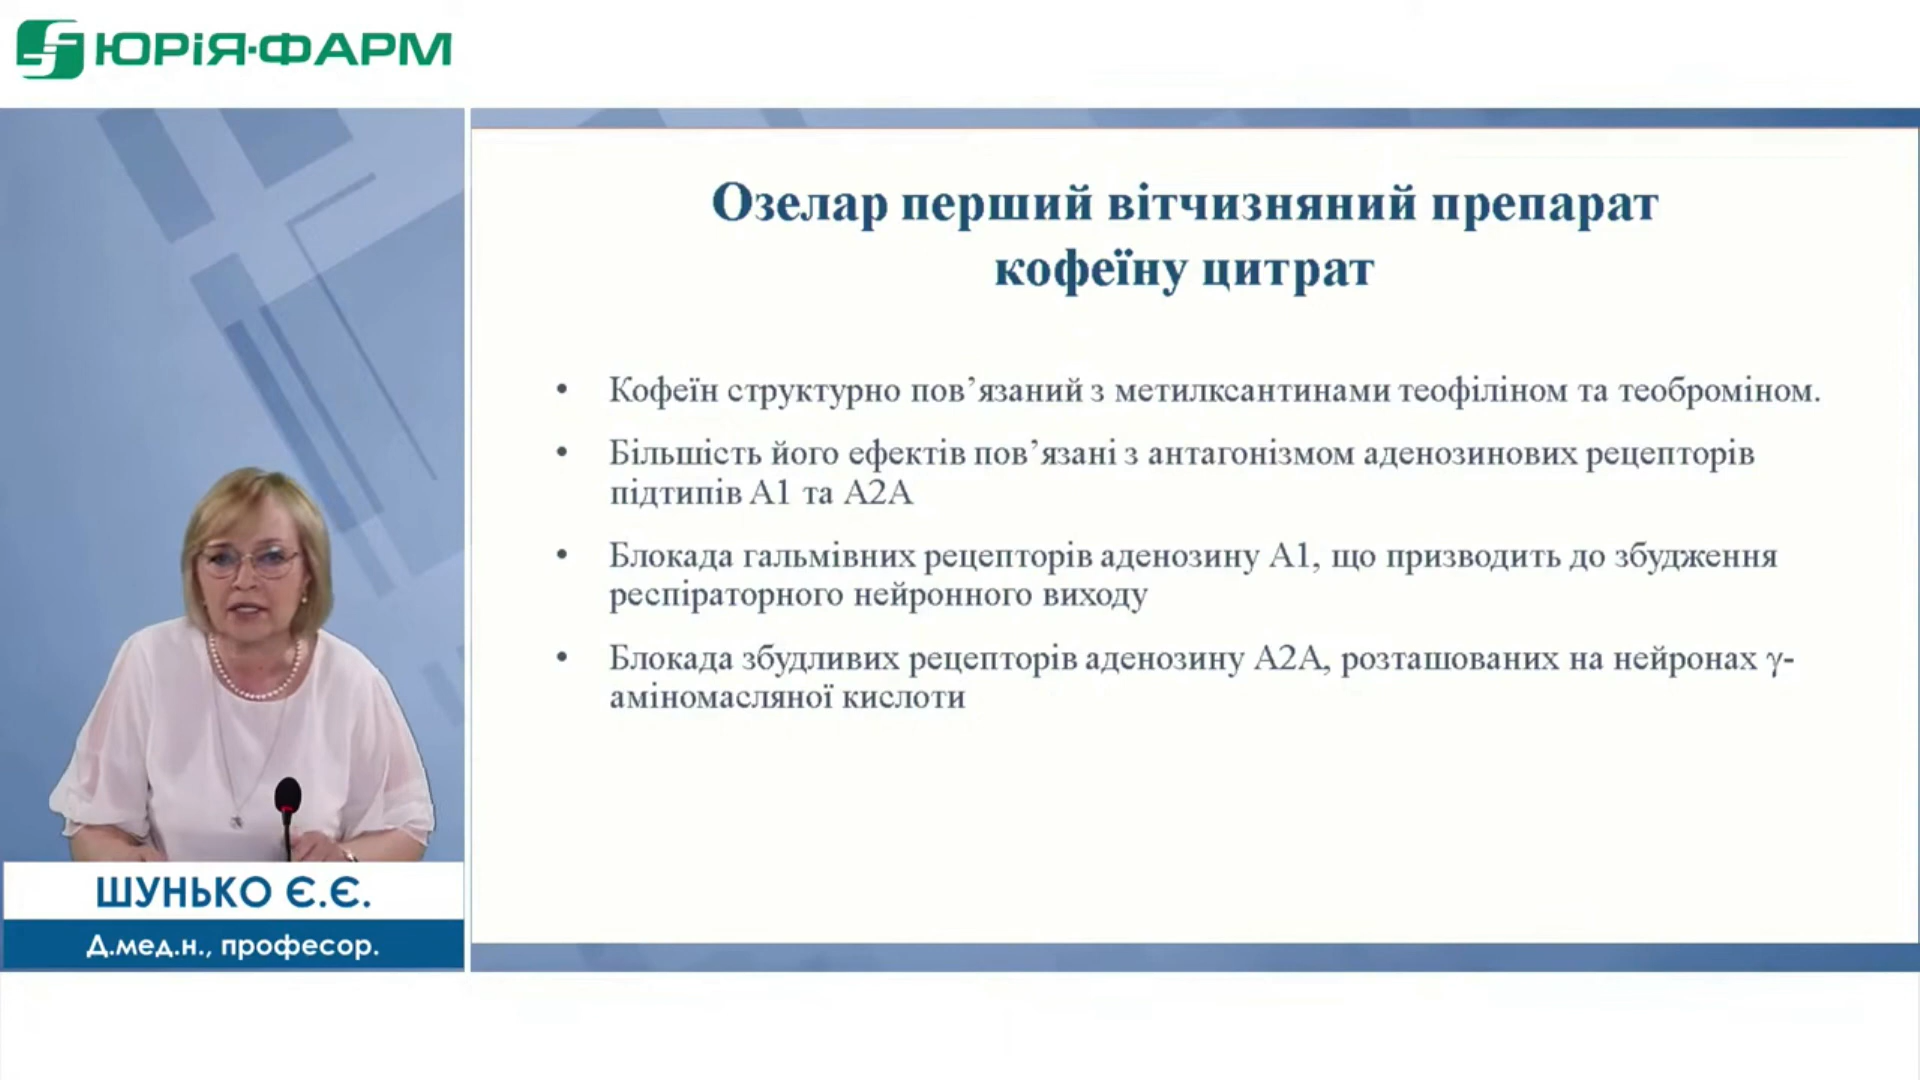 ЮРіЯ·ФАРМ
Озелар перший вітчизняний препарат
кофеїну цитрат
• Кофеїн структурно пов’язаний з метилксантинами теофіліном та теоброміном.
• Більшість його ефектів пов’язані з антагонізмом аденозинових рецепторів
підтипів А1 та А2А
• Блокада гальмівних рецепторів аденозину А1, що призводить до збудження
респіраторного нейронного виходу
• Блокада збудливих рецепторів аденозину А2А, розташованих на нейронах γ-
аміномасляної кислоти
ШУНЬКО Є.Є.
Д.мед.н., професор.